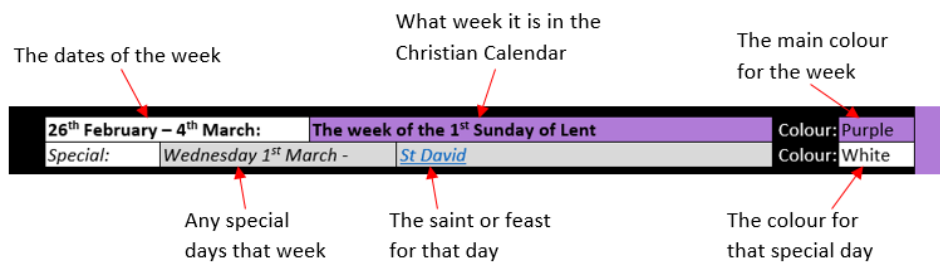 What week it is in the
Christian Calendar
The dates of the week
The main colour
for the week
26th February – 4th March: The week of the 1st Sunday of Lent Colour: Purple
Special: Wednesday 1st March - St David Colour: White
Any special
days that week
The saint or feast
for that day
The colour for
that special day